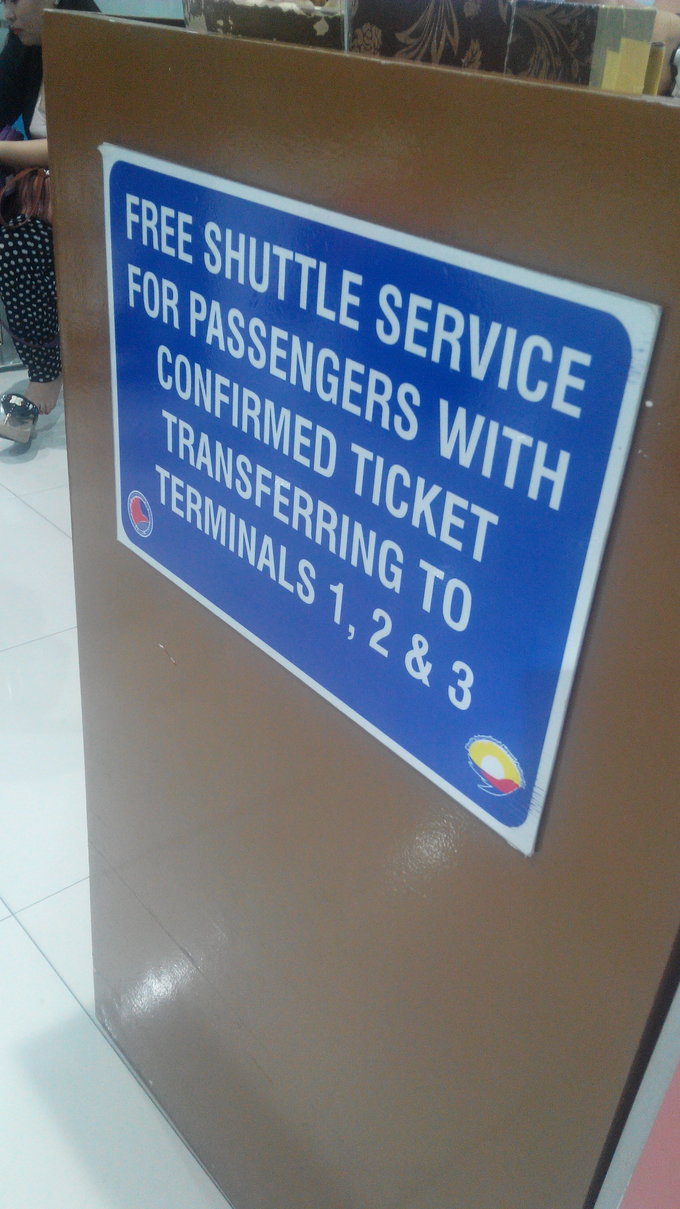 FREE SHUTTLE SERVICE
FOR PASSENGERS WITH
CONFIRMED TICKET
TRANSFERRING TO
TERMINALS 1, 2 & 3